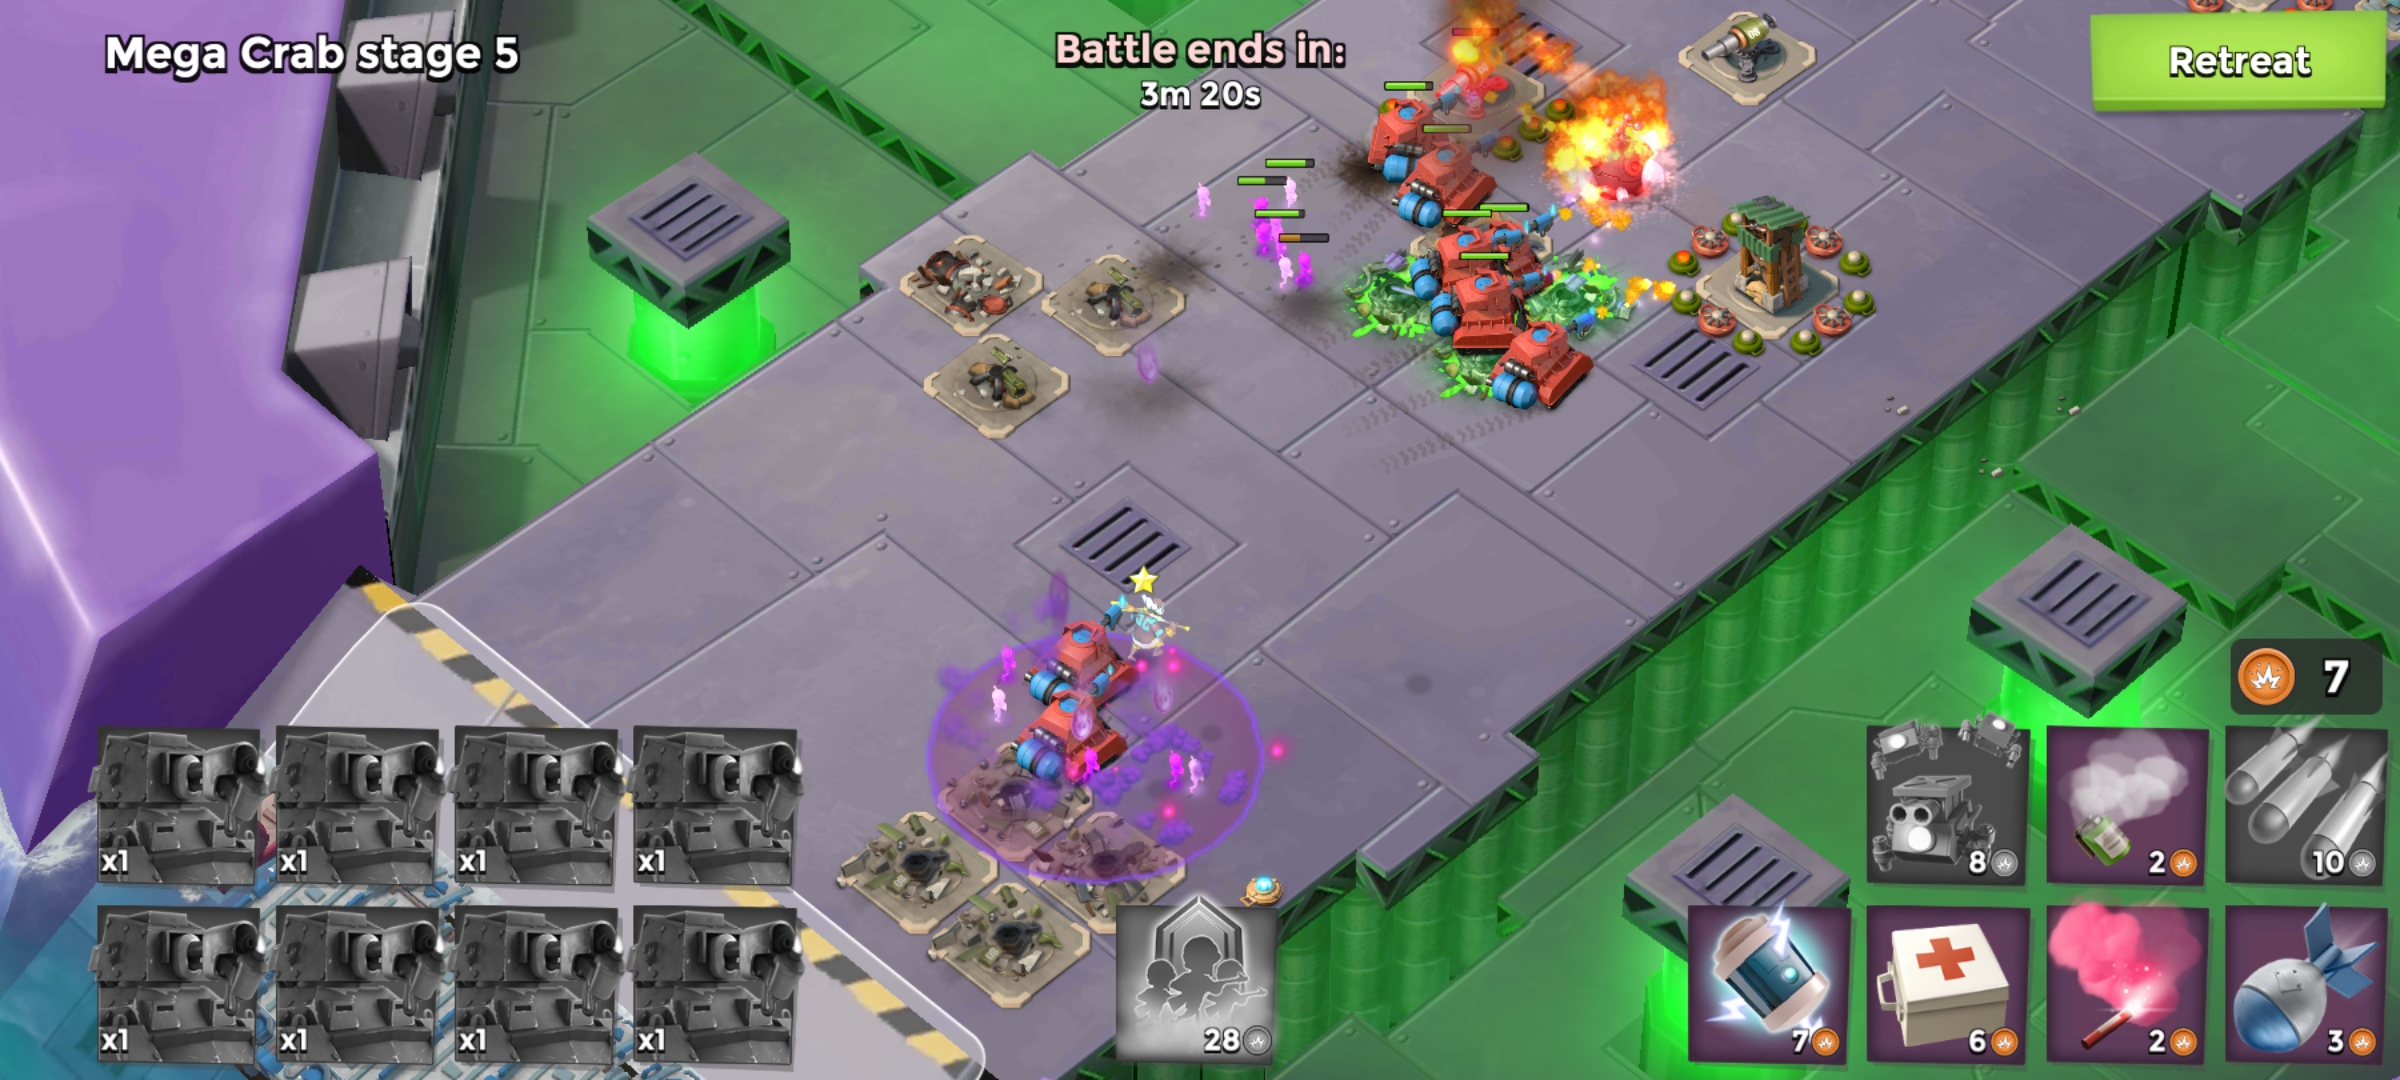 Mega Crab stage 5
Battle ends in:
3m 20s
Retreat
7
x1
x1
x1
x1
8
2
10
x1
x1
x1
x1
28
7
6
2
3